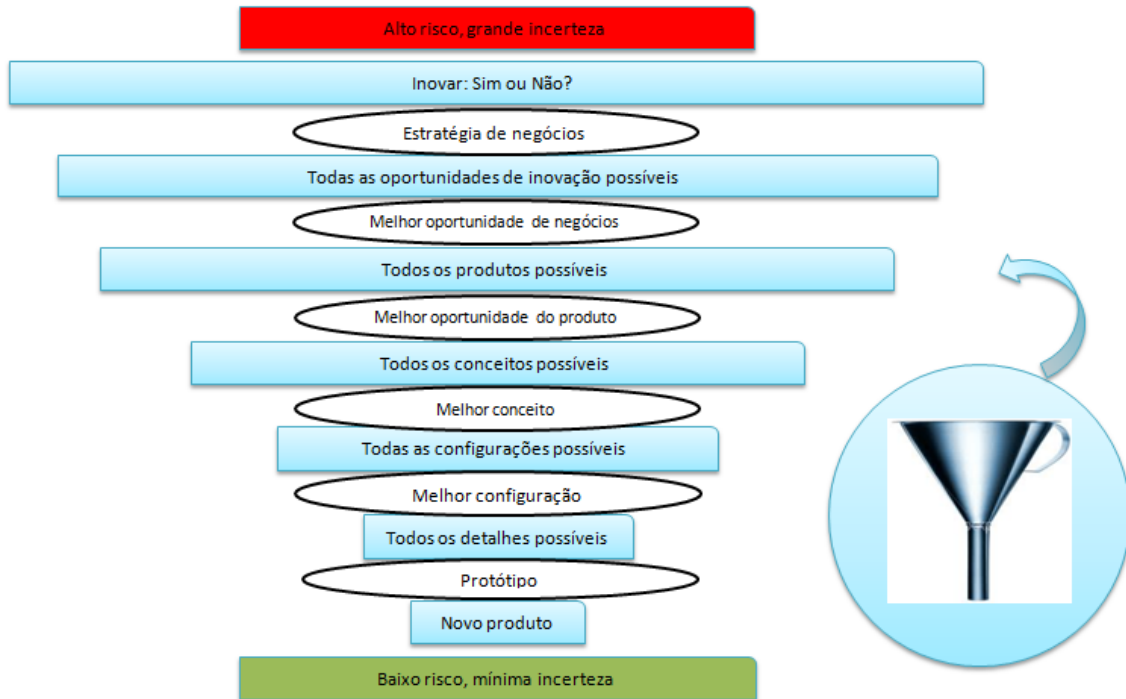 Alto risco, grande incerteza
Inovar: Sim ou Não?
Estratégia de negócios
Todas as oportunidades de inovação possíveis
Melhor oportunidade de negócios
Todos os produtos possíveis
Melhor oportunidade do produto
Todos os conceitos possíveis
Melhor conceito
Todas as configurações possíveis
Melhor configuração
Todos os detalhes possíveis
Protótipo
Novo produto
Baixo risco, mínima incerteza